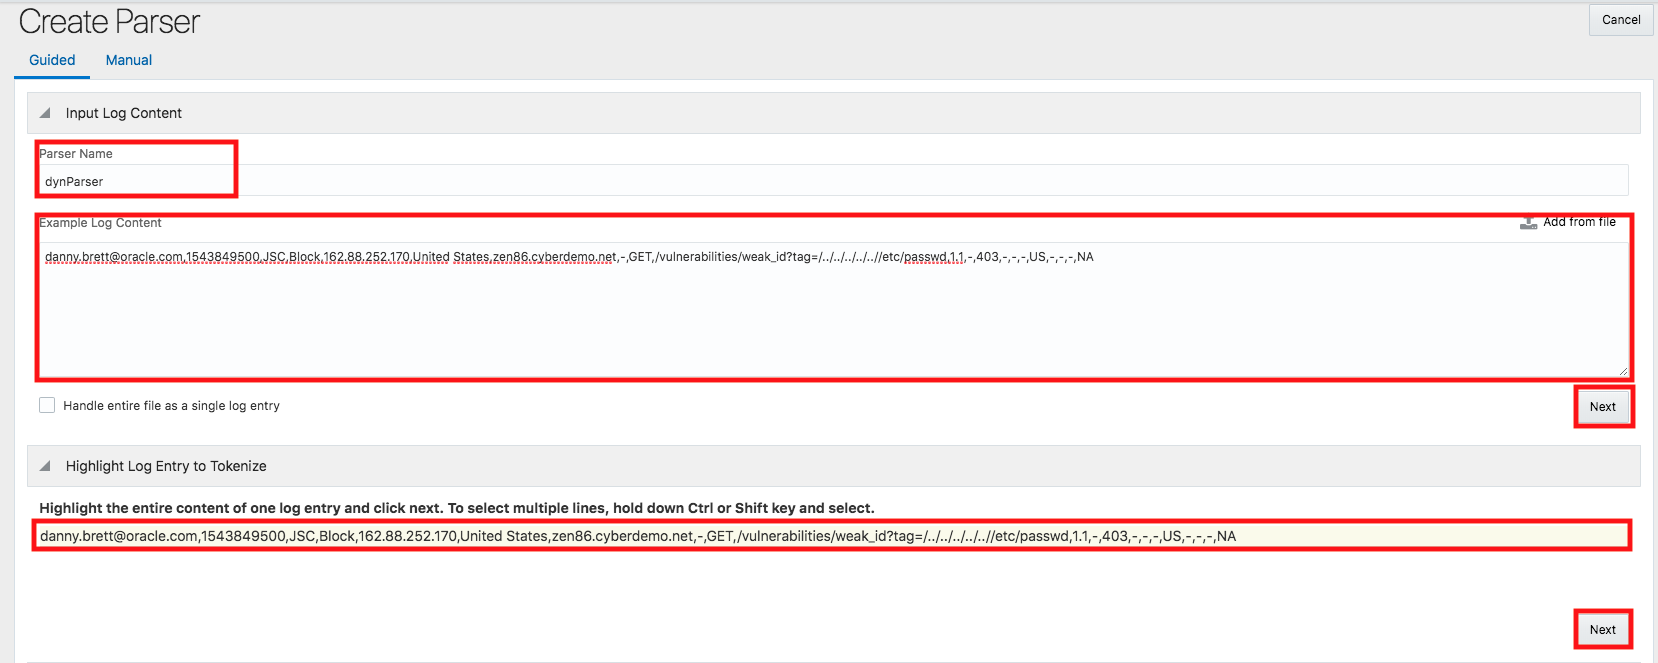 Create Parser
Cancel
Guided Manual
Input Log Content
Parser Name
dynParser
Example Log Content
Add from file
danny.brett@oracle.com,1543849500,JSC,Block,162.88.252.170,United States,zen86.cyberdemo.net,-,GET,/vulnerabilities/weak_id?tag=/../../../../..//etc/passwd,1.1,-,403,-,-,-,US,-,-,-,NA
Handle entire file as a single log entry
Next
Highlight Log Entry to Tokenize
Highlight the entire content of one log entry and click next. To select multiple lines, hold down Ctrl or Shift key and select.
danny.brett@oracle.com,1543849500,JSC,Block,162.88.252.170,United States,zen86.cyberdemo.net,-,GET,/vulnerabilities/weak_id?tag=/../../../../..//etc/passwd,1.1,-,403,-,-,-,US,-,-,-,NA
Next